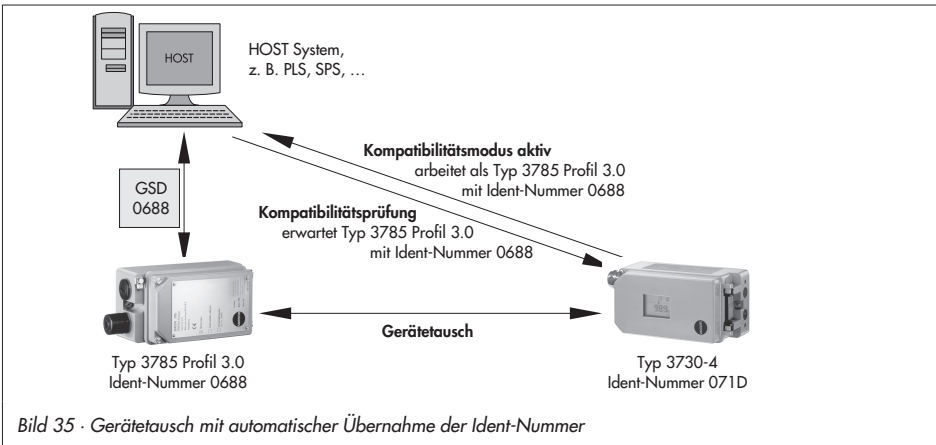 HOST
HOST System,
z. B. PLS, SPS, …
Kompatibilitätsmodus aktiv
arbeitet als Typ 3785 Profil 3.0
mit Ident-Nummer 0688
GSD
0688
Kompatibilitätsprüfung
erwartet Typ 3785 Profil 3.0
mit Ident-Nummer 0688
Gerätetausch
Typ 3785 Profil 3.0
Ident-Nummer 0688
Typ 3730-4
Ident-Nummer 071D
Bild 35 · Gerätetausch mit automatischer Übernahme der Ident-Nummer